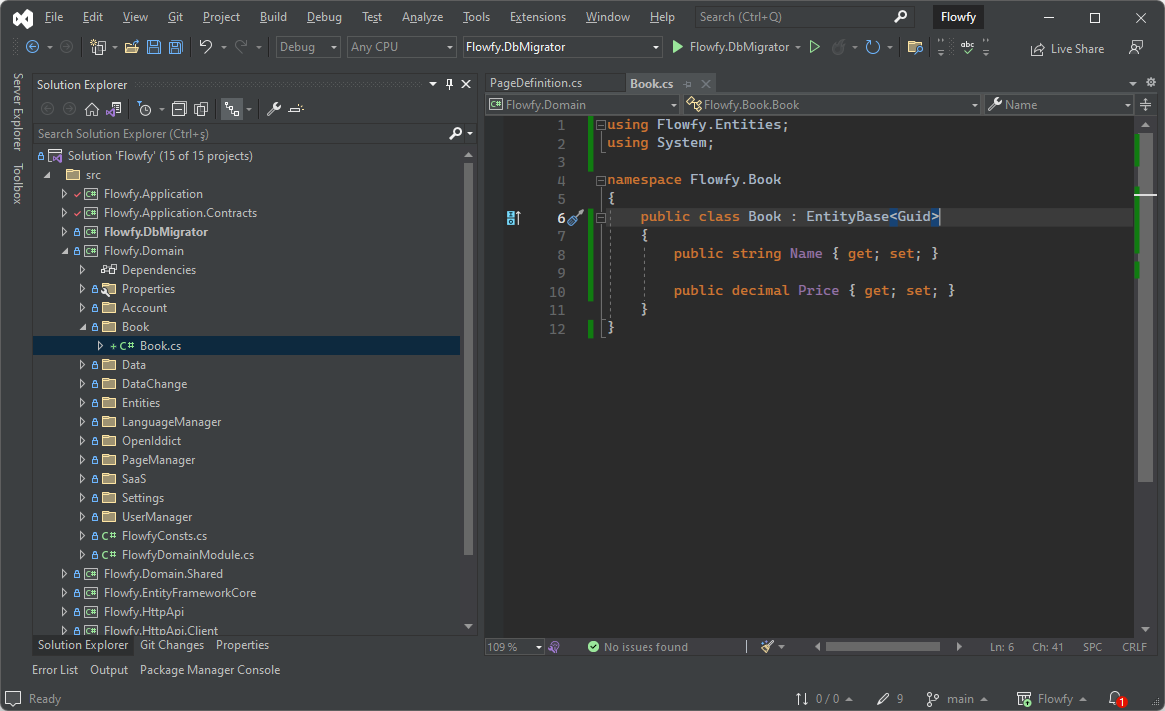 File Edit View Git Project Build Debug Test Analyze Tools Extensions Window Help Search (Ctrl+Q) Flowfy
Debug Any CPU Flowfy.DbMigrator Flowfy.DbMigrator abc Live Share
Server Explorer
Toolbox
Solution Explorer
Search Solution Explorer (Ctrl+ş)
Solution 'Flowfy' (15 of 15 projects)
src
C# Flowfy.Application
C# Flowfy.Application.Contracts
C# Flowfy.DbMigrator
C# Flowfy.Domain
Dependencies
Properties
Account
Book
+ C# Book.cs
Data
DataChange
Entities
LanguageManager
OpenIddict
PageManager
SaaS
Settings
UserManager
C# FlowfyConsts.cs
C# FlowfyDomainModule.cs
C# Flowfy.Domain.Shared
C# Flowfy.EntityFrameworkCore
C# Flowfy.HttpApi
C# Flowfy.HttpApi.Client
Solution Explorer Git Changes Properties
PageDefinition.cs Book.cs
C# Flowfy.Domain Flowfy.Book.Book Name
1 using Flowfy.Entities;
2 using System;
3
4 namespace Flowfy.Book
5 {
6 public class Book : EntityBase<Guid>
7 {
8 public string Name { get; set; }
9
10 public decimal Price { get; set; }
11 }
12 }
109 % No issues found Ln: 6 Ch: 41 SPC CRLF
Error List Output Package Manager Console
Ready 0 / 0 9 main Flowfy 1